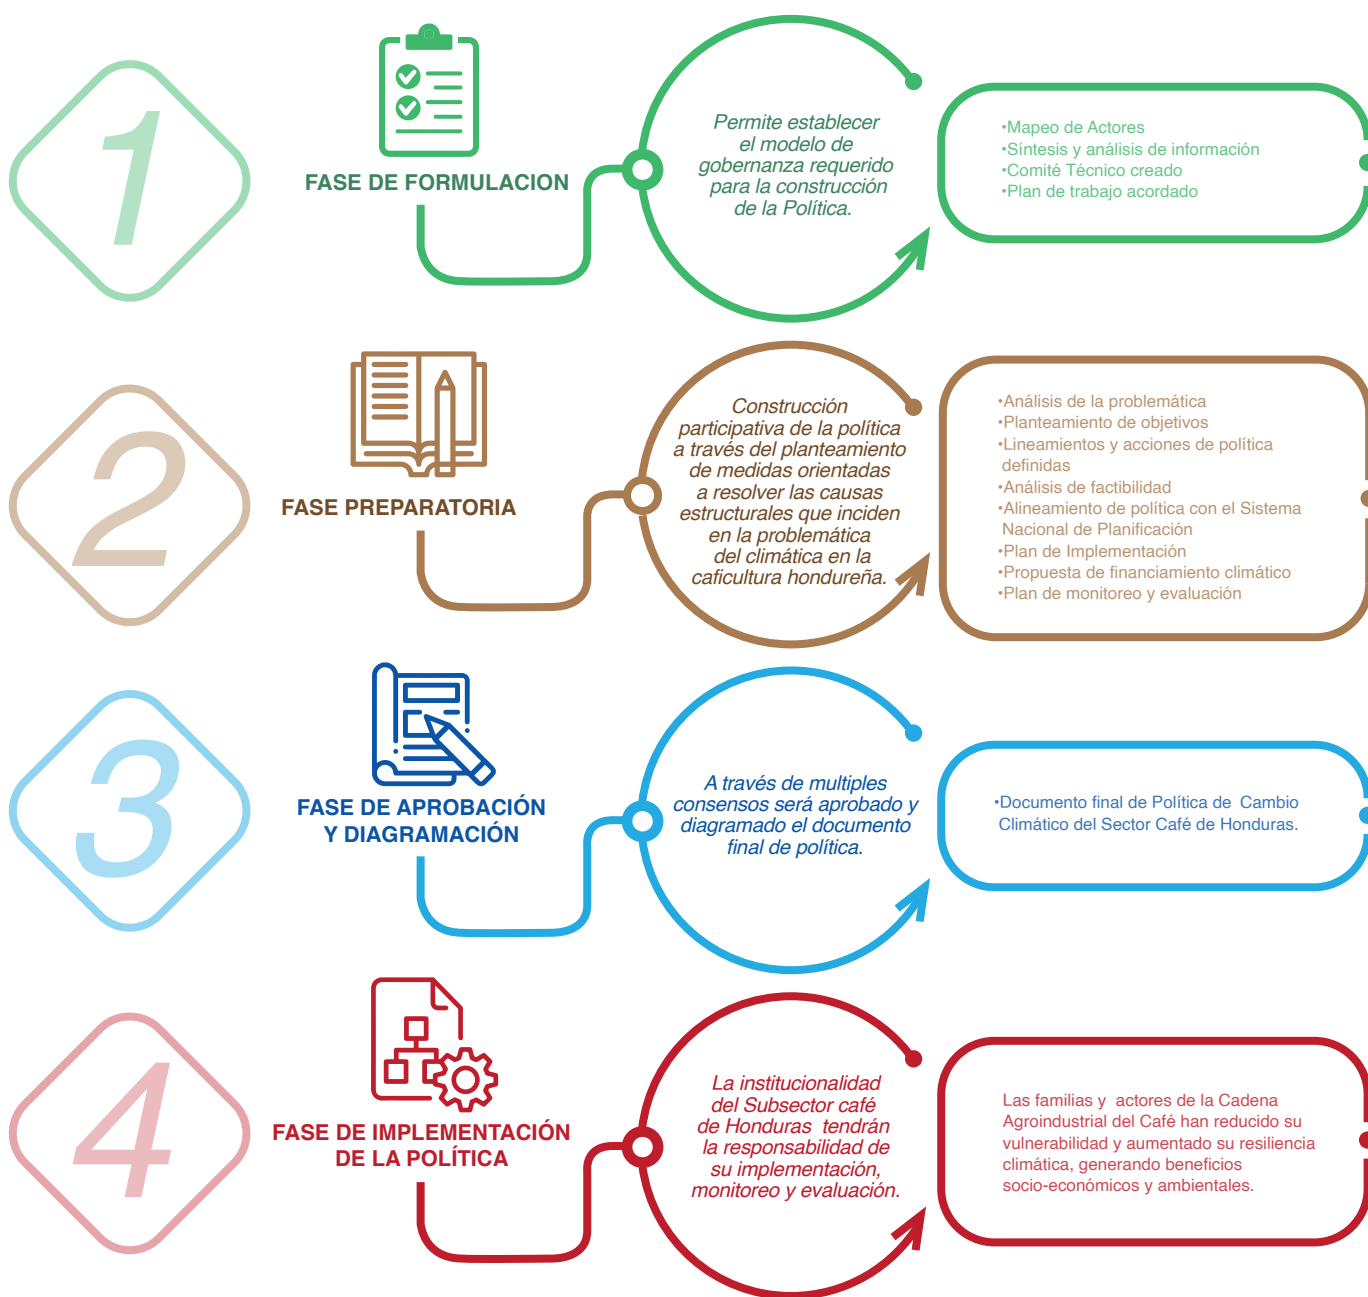 1
FASE DE FORMULACION
Permite establecer
el modelo de
gobernanza requerido
para la construcción
de la Política.
•Mapeo de Actores
•Síntesis y análisis de información
•Comité Técnico creado
•Plan de trabajo acordado
2
FASE PREPARATORIA
Construcción
participativa de la política
a través del planteamiento
de medidas orientadas
a resolver las causas
estructurales que inciden
en la problemática
del climática en la
caficultura hondureña.
•Análisis de la problemática
•Planteamiento de objetivos
•Lineamientos y acciones de política
definidas
•Análisis de factibilidad
•Alineamiento de política con el Sistema
Nacional de Planificación
•Plan de Implementación
•Propuesta de financiamiento climático
•Plan de monitoreo y evaluación
3
FASE DE APROBACIÓN
Y DIAGRAMACIÓN
A través de multiples
consensos será aprobado y
diagramado el documento
final de política.
•Documento final de Política de Cambio
Climático del Sector Café de Honduras.
4
FASE DE IMPLEMENTACIÓN
DE LA POLÍTICA
La institucionalidad
del Subsector café
de Honduras tendrán
la responsabilidad de
su implementación,
monitoreo y evaluación.
Las familias y actores de la Cadena
Agroindustrial del Café han reducido su
vulnerabilidad y aumentado su resiliencia
climática, generando beneficios
socio-económicos y ambientales.